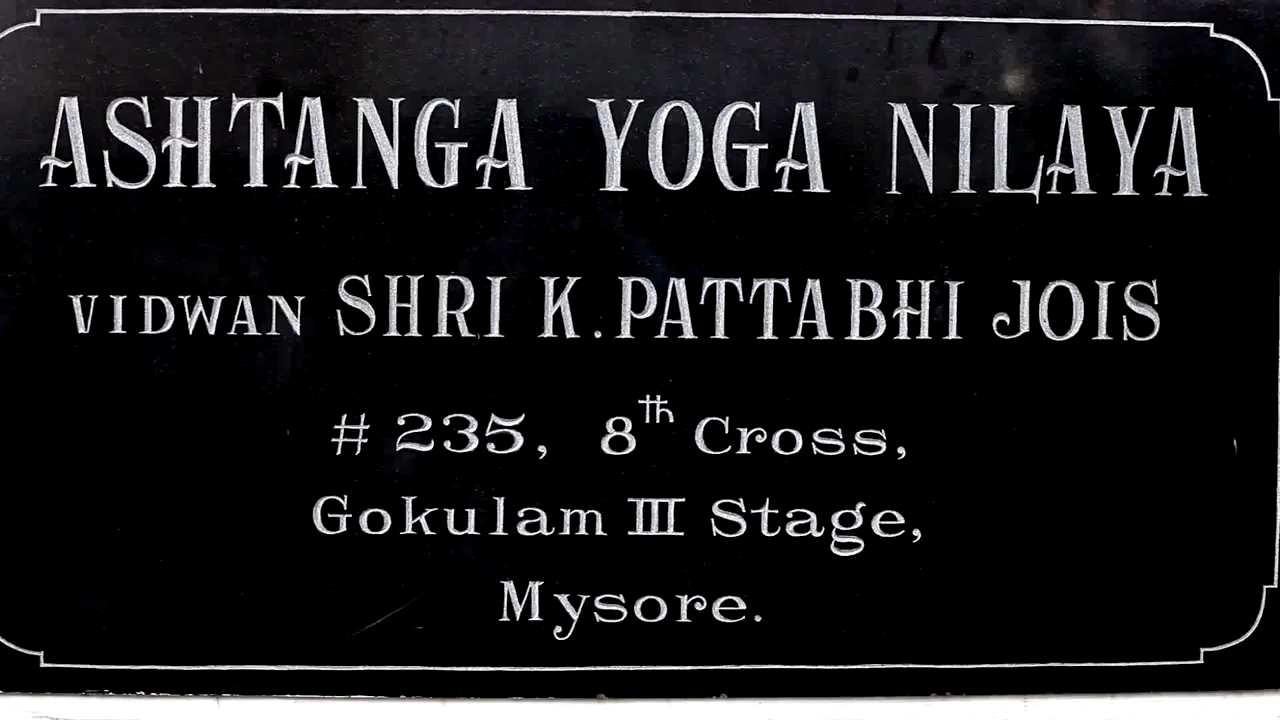 ASHTANGA YOGA NILAYA
VIDWAN SHRI K. PATTABHI JOIS
# 235, 8th Cross,
Gokulam III Stage,
Mysore.